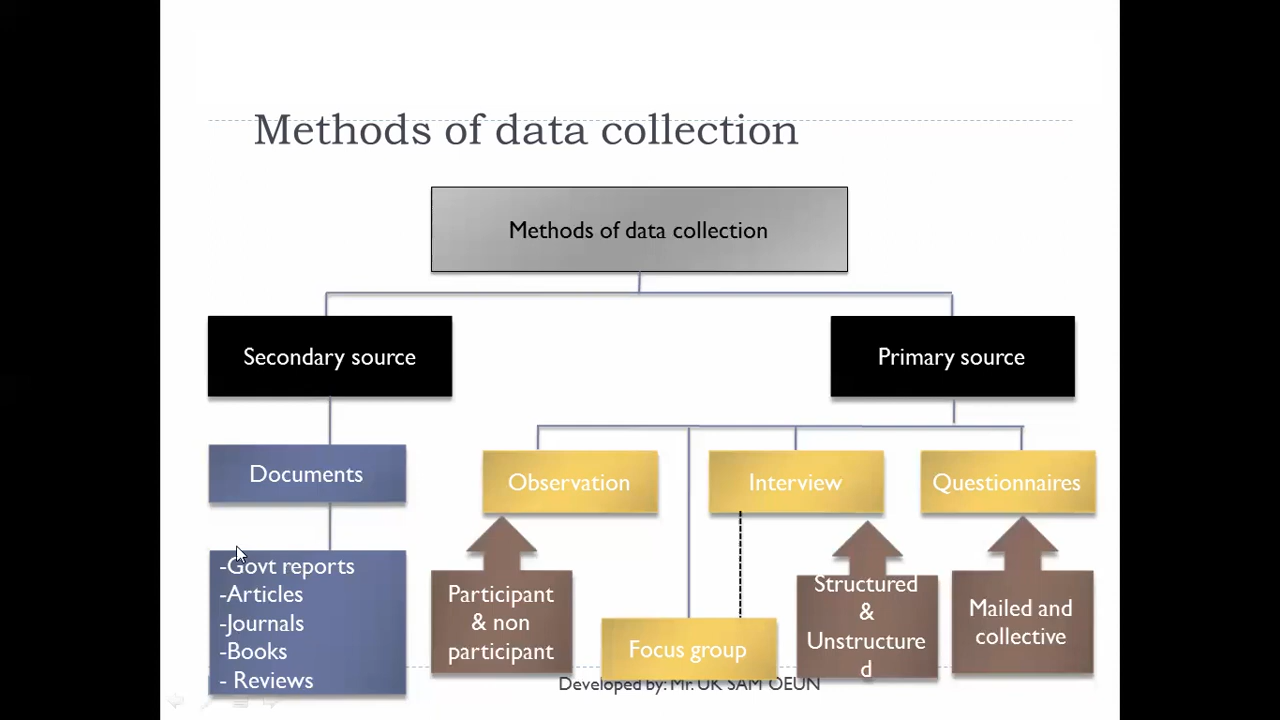 Methods of data collection
Methods of data collection
Secondary source
Primary source
Documents
Observation
Interview
Questionnaires
-Govt reports
-Articles
-Journals
-Books
- Reviews
Participant
& non
participant
Focus group
Structured
&
Unstructure
d
Mailed and
collective
Developed by: Mr. UK SAM OEUN